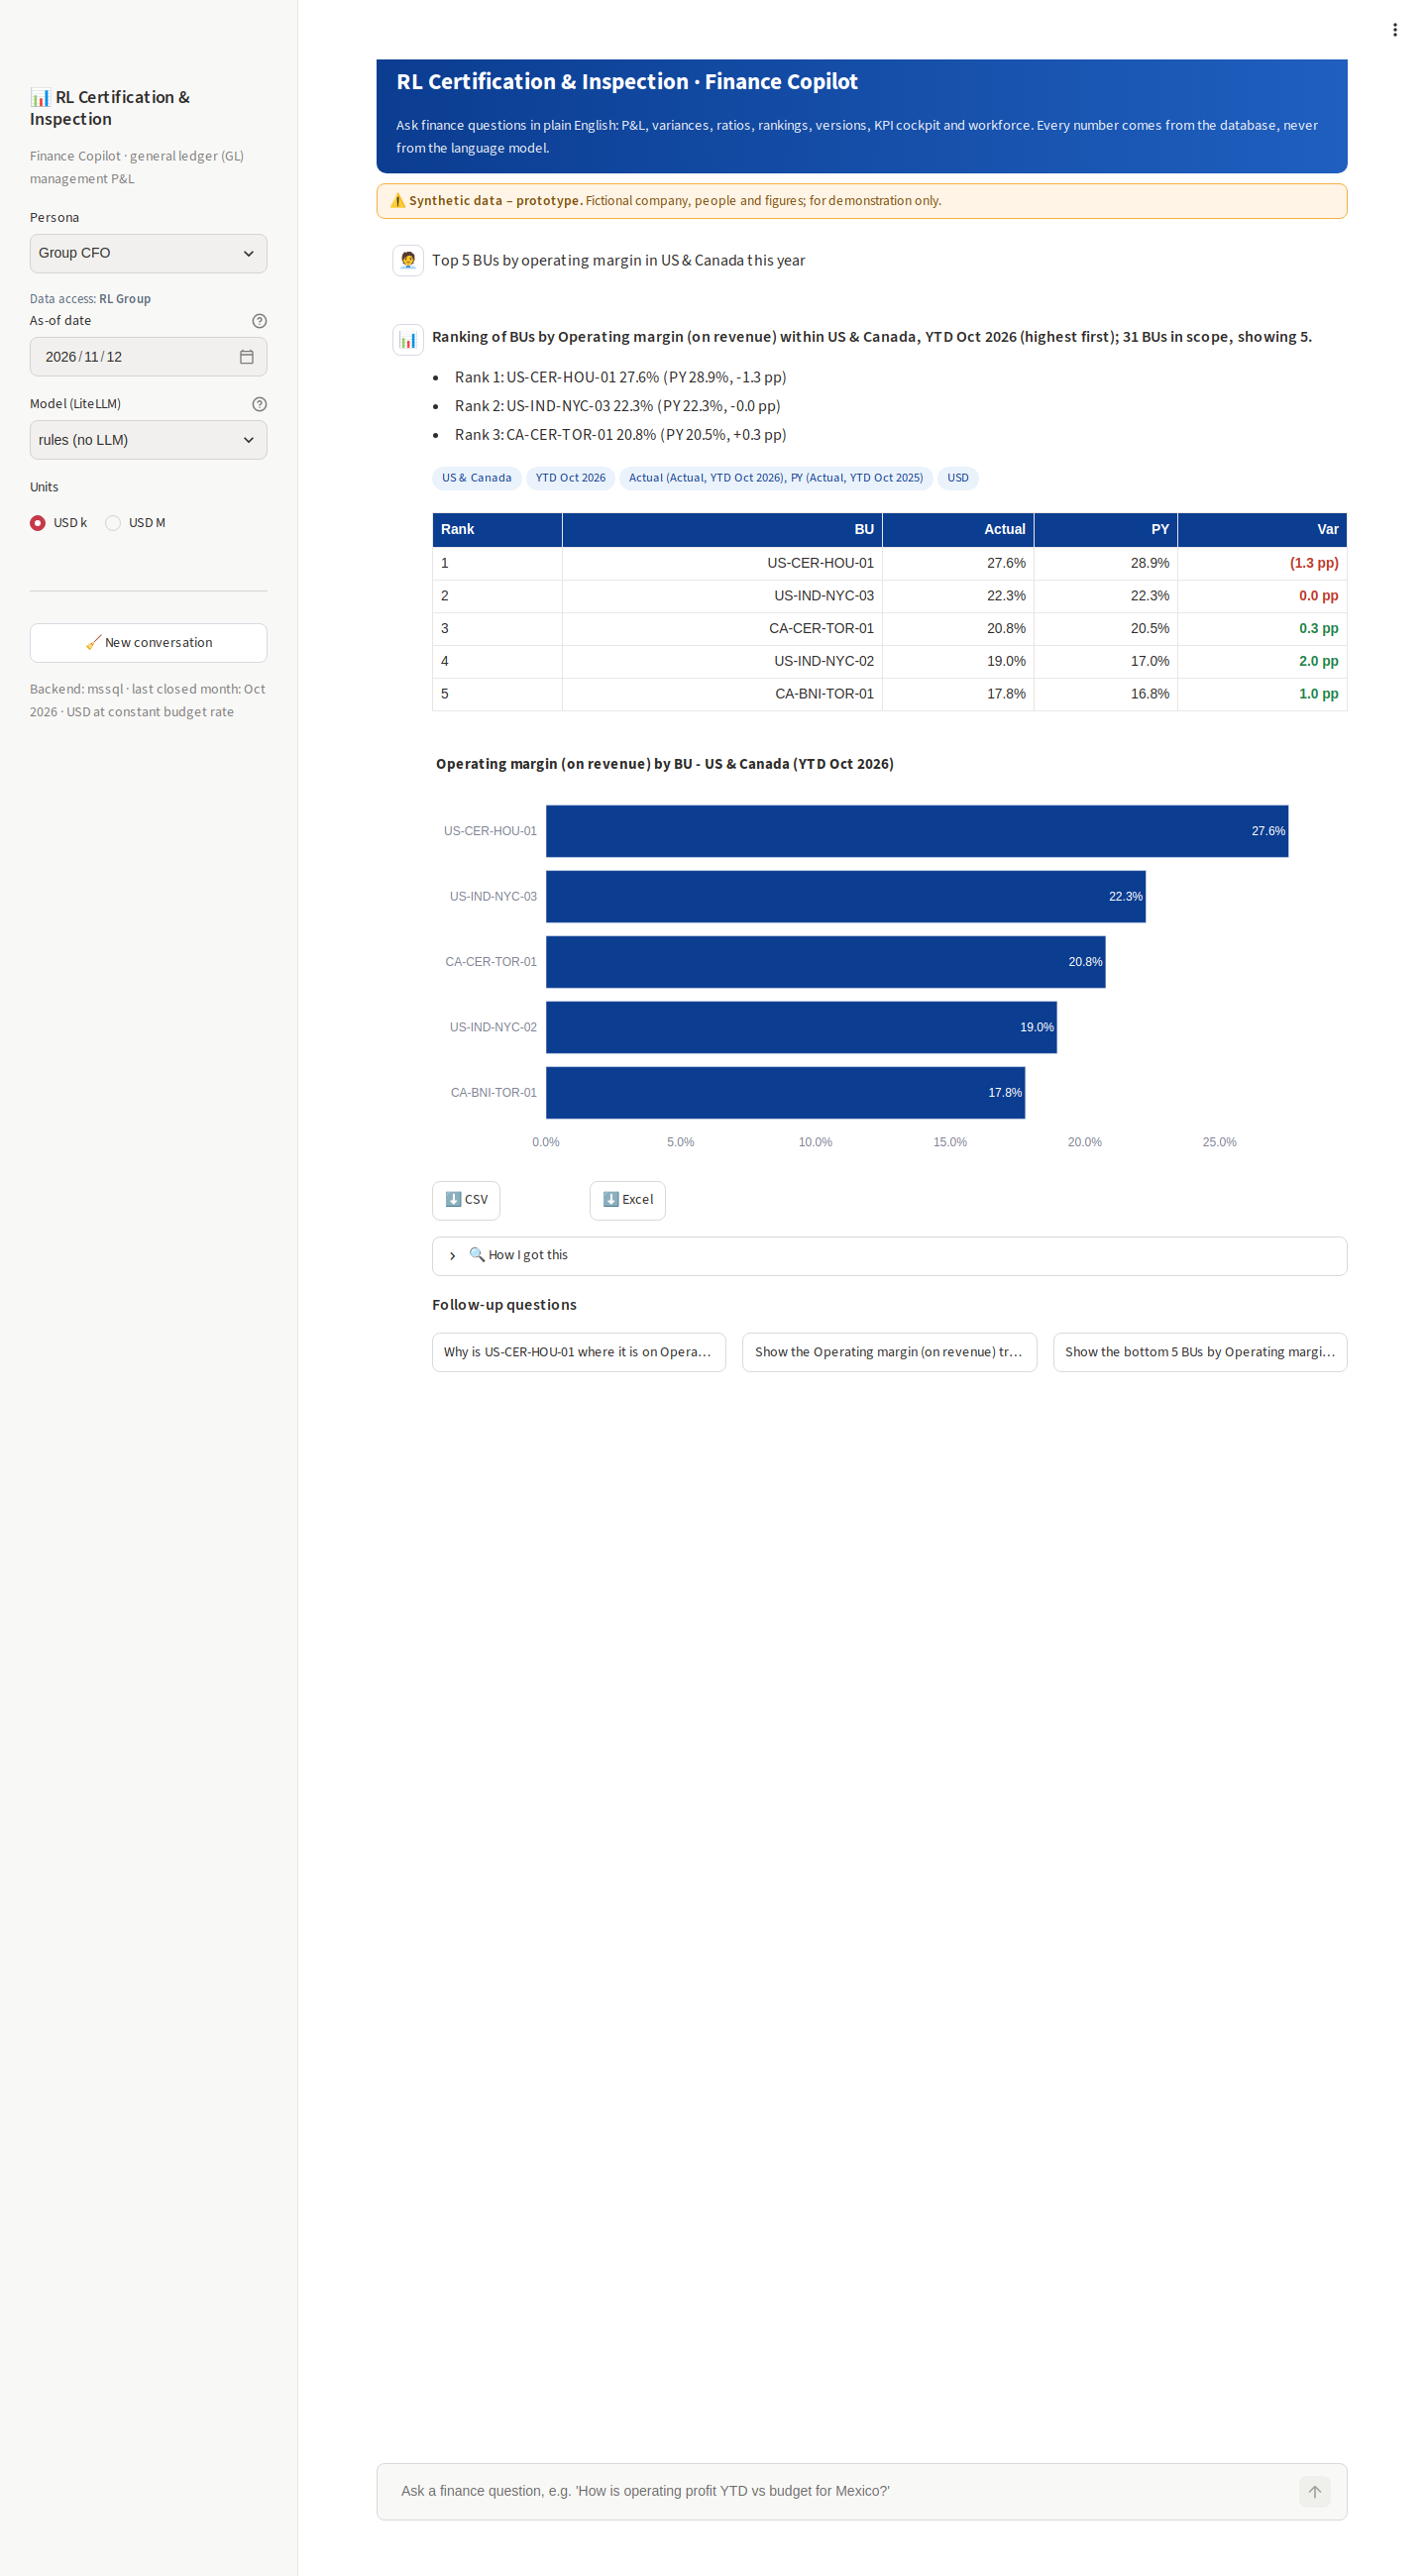 📊 RL Certification &
Inspection
Finance Copilot · general ledger (GL)
management P&L
Persona
Group CFO
Data access: RL Group
As-of date
2026/11/12
Model (LiteLLM)
rules (no LLM)
Units
USD k USD M
🧹 New conversation
Backend: mssql · last closed month: Oct
2026 · USD at constant budget rate
RL Certification & Inspection · Finance Copilot
Ask finance questions in plain English: P&L, variances, ratios, rankings, versions, KPI cockpit and workforce. Every number comes from the database, never
from the language model.
⚠️ Synthetic data – prototype. Fictional company, people and figures; for demonstration only.
Top 5 BUs by operating margin in US & Canada this year
Ranking of BUs by Operating margin (on revenue) within US & Canada, YTD Oct 2026 (highest first); 31 BUs in scope, showing 5.
• Rank 1: US-CER-HOU-01 27.6% (PY 28.9%, -1.3 pp)
• Rank 2: US-IND-NYC-03 22.3% (PY 22.3%, -0.0 pp)
• Rank 3: CA-CER-TOR-01 20.8% (PY 20.5%, +0.3 pp)
US & Canada YTD Oct 2026 Actual (Actual, YTD Oct 2026), PY (Actual, YTD Oct 2025) USD
Rank BU Actual PY Var
1 US-CER-HOU-01 27.6% 28.9% (1.3 pp)
2 US-IND-NYC-03 22.3% 22.3% 0.0 pp
3 CA-CER-TOR-01 20.8% 20.5% 0.3 pp
4 US-IND-NYC-02 19.0% 17.0% 2.0 pp
5 CA-BNI-TOR-01 17.8% 16.8% 1.0 pp
Operating margin (on revenue) by BU - US & Canada (YTD Oct 2026)
US-CER-HOU-01 27.6%
US-IND-NYC-03 22.3%
CA-CER-TOR-01 20.8%
US-IND-NYC-02 19.0%
CA-BNI-TOR-01 17.8%
0.0% 5.0% 10.0% 15.0% 20.0% 25.0%
⬇️ CSV ⬇️ Excel
🔍 How I got this
Follow-up questions
Why is US-CER-HOU-01 where it is on Opera… Show the Operating margin (on revenue) tr… Show the bottom 5 BUs by Operating margi…
Ask a finance question, e.g. 'How is operating profit YTD vs budget for Mexico?'